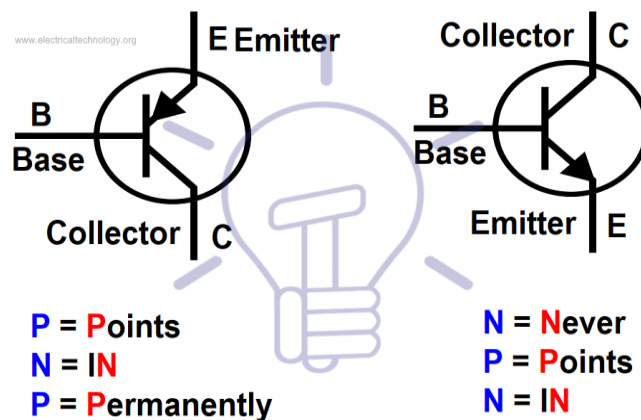 www.electricaltechnology.org
E Emitter
B
Base
Collector C
P = Points
N = IN
P = Permanently
Collector C
B
Base
Emitter E
N = Never
P = Points
N = IN